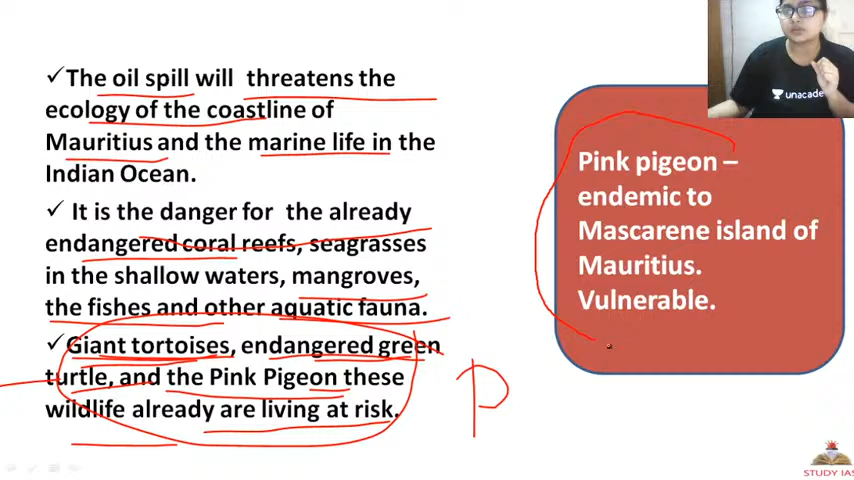 ✓The oil spill will threatens the
ecology of the coastline of
Mauritius and the marine life in the
Indian Ocean.
✓ It is the danger for the already
endangered coral reefs, seagrasses
in the shallow waters, mangroves,
the fishes and other aquatic fauna.
✓Giant tortoises, endangered green
turtle, and the Pink Pigeon these
wildlife already are living at risk.
P
Pink pigeon –
endemic to
Mascarene island of
Mauritius.
Vulnerable.
unacade
STUDY IAS